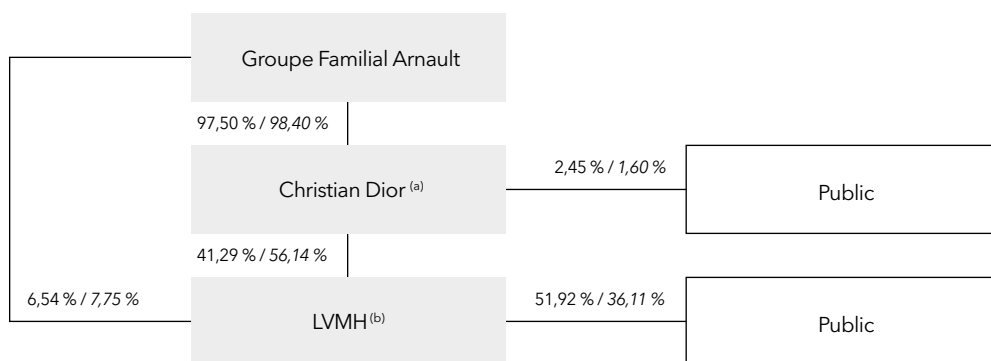 Groupe Familial Arnault
97,50 % / 98,40 %
Christian Dior (a)
2,45 % / 1,60 %
Public
41,29 % / 56,14 %
6,54 % / 7,75 %
LVMH (b)
51,92 % / 36,11 %
Public